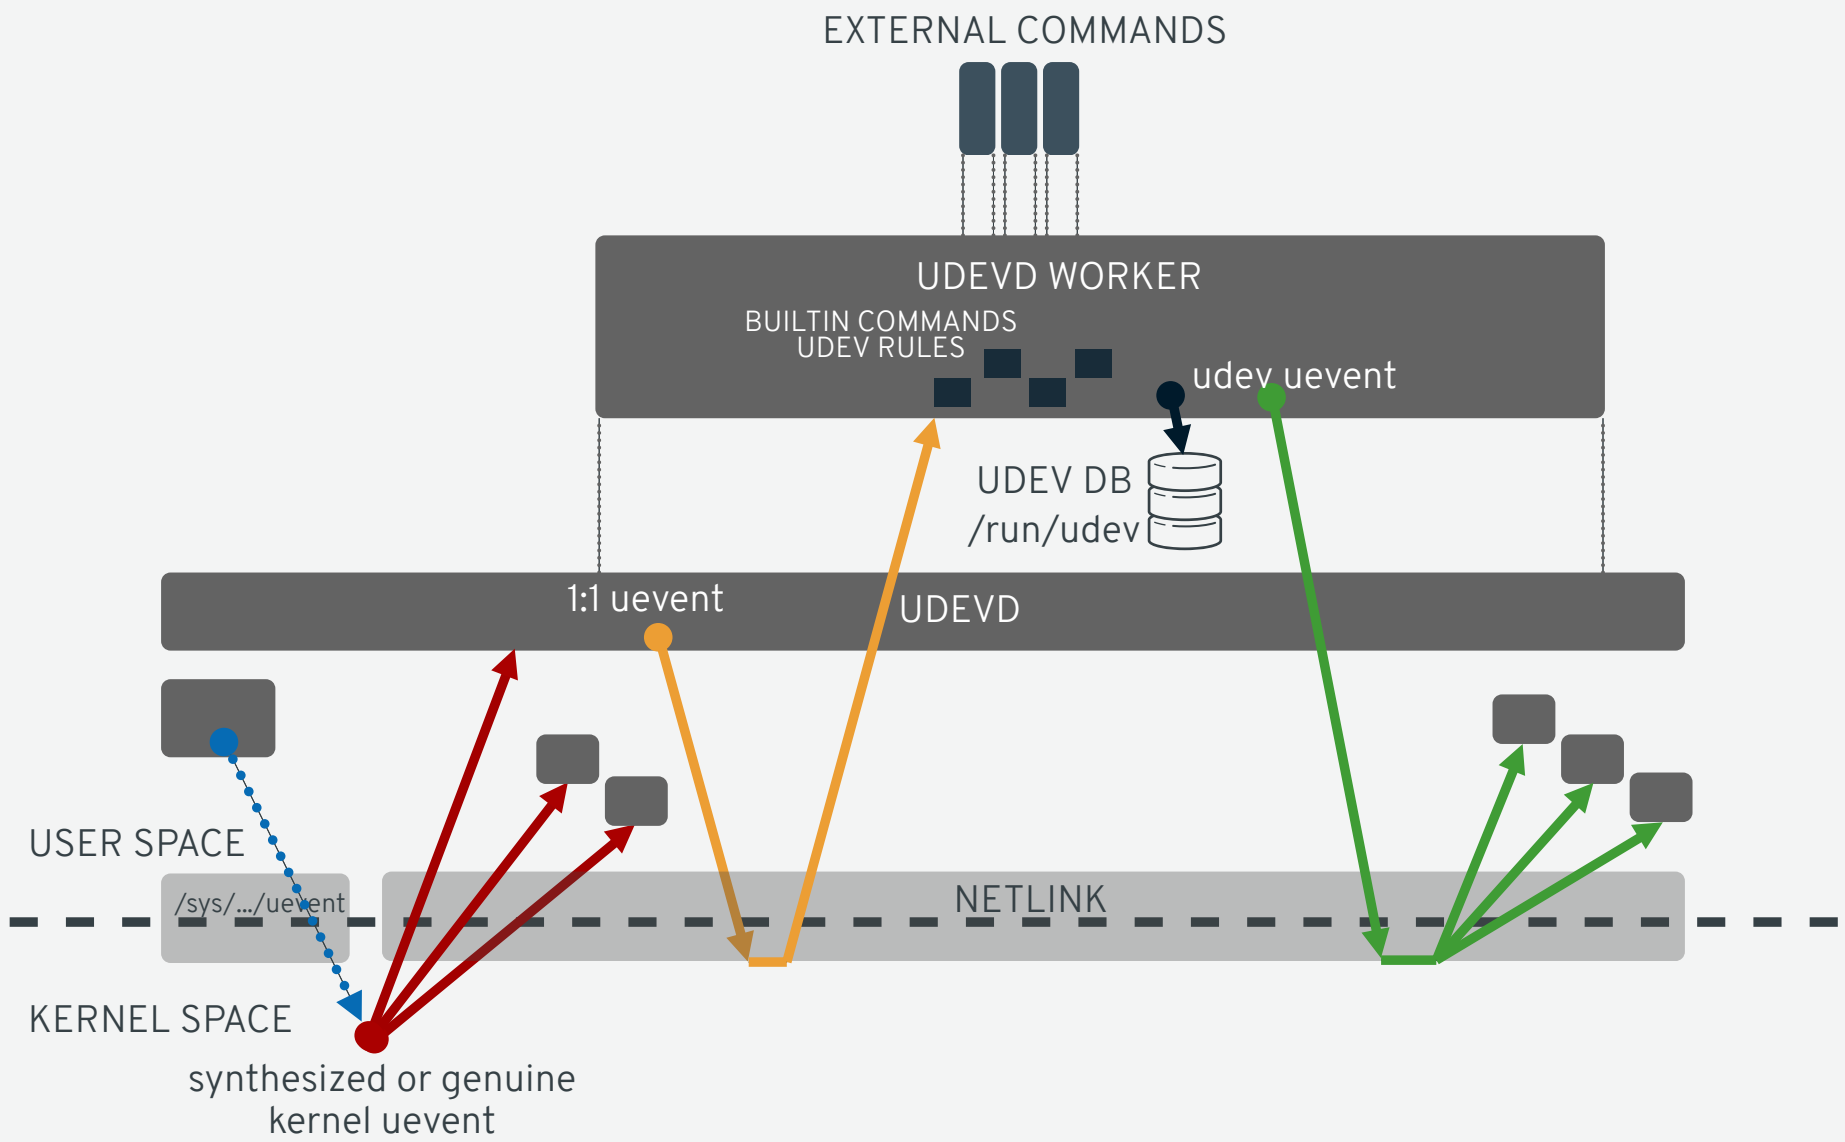 EXTERNAL COMMANDS
UDEVD WORKER
BUILTIN COMMANDS
UDEV RULES
udev uevent
UDEV DB
/run/udev
1:1 uevent
UDEVD
USER SPACE
/sys/.../uevent
NETLINK
KERNEL SPACE
synthesized or genuine
kernel uevent